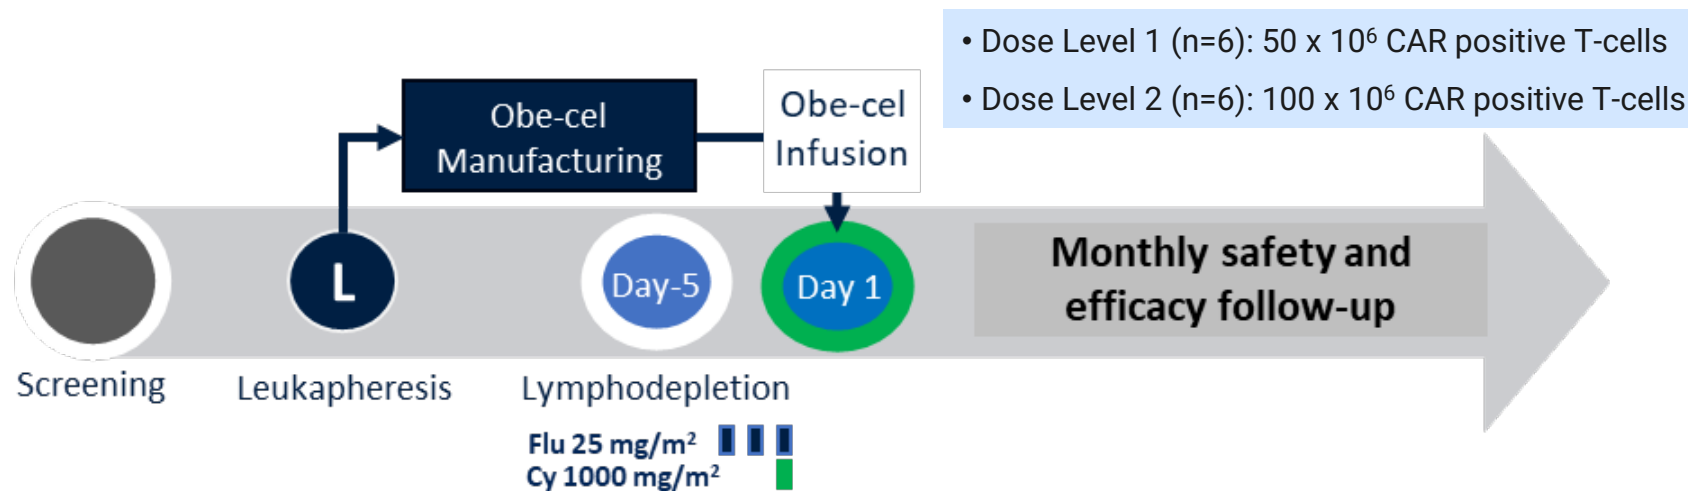 • Dose Level 1 (n=6): 50 x 10⁶ CAR positive T-cells
• Dose Level 2 (n=6): 100 x 10⁶ CAR positive T-cells
Obe-cel
Manufacturing
Obe-cel
Infusion
L
Day-5
Day 1
Monthly safety and
efficacy follow-up
Screening
Leukapheresis
Lymphodepletion
Flu 25 mg/m²
Cy 1000 mg/m²